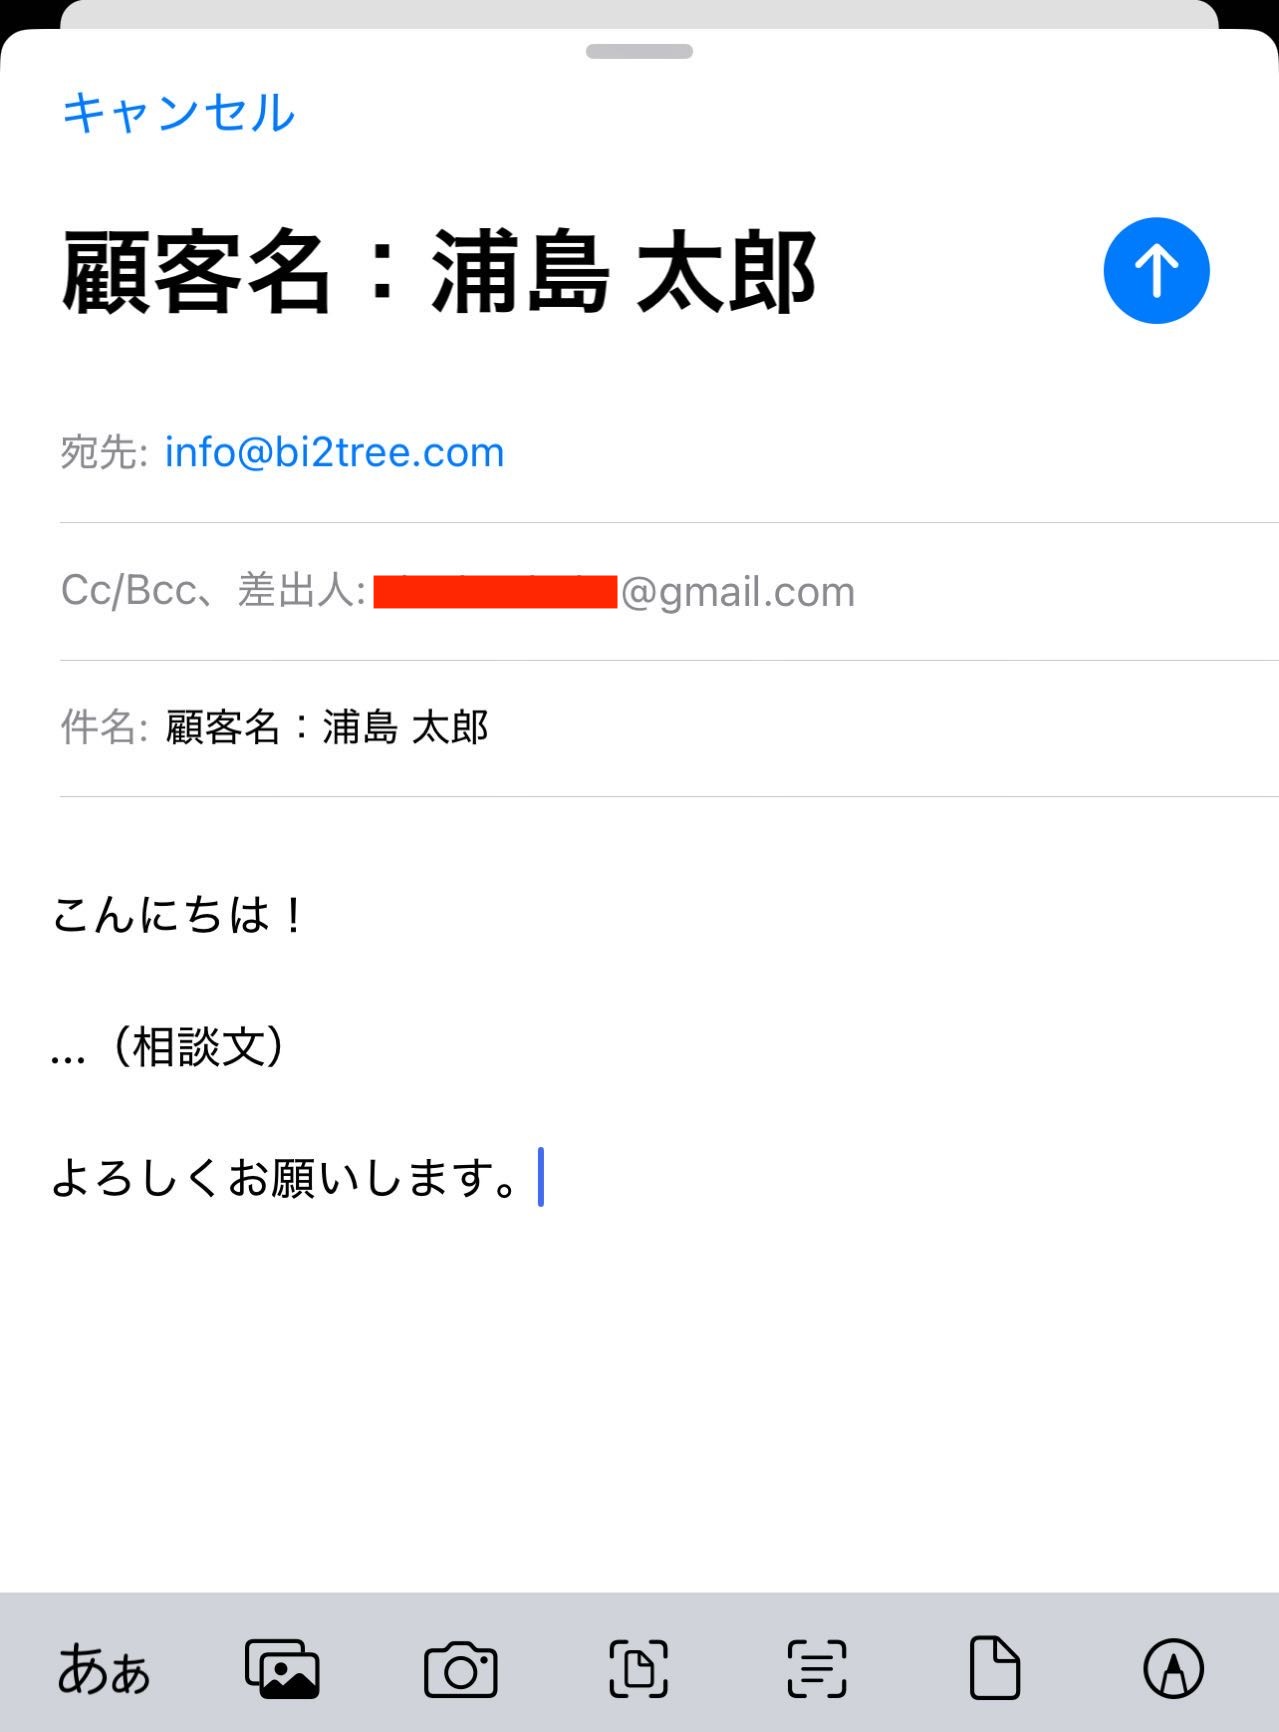 キャンセル
顧客名：浦島 太郎
宛先: info@bi2tree.com
Cc/Bcc、差出人: @gmail.com
件名: 顧客名：浦島 太郎
こんにちは！
...（相談文）
よろしくお願いします。
あぁ